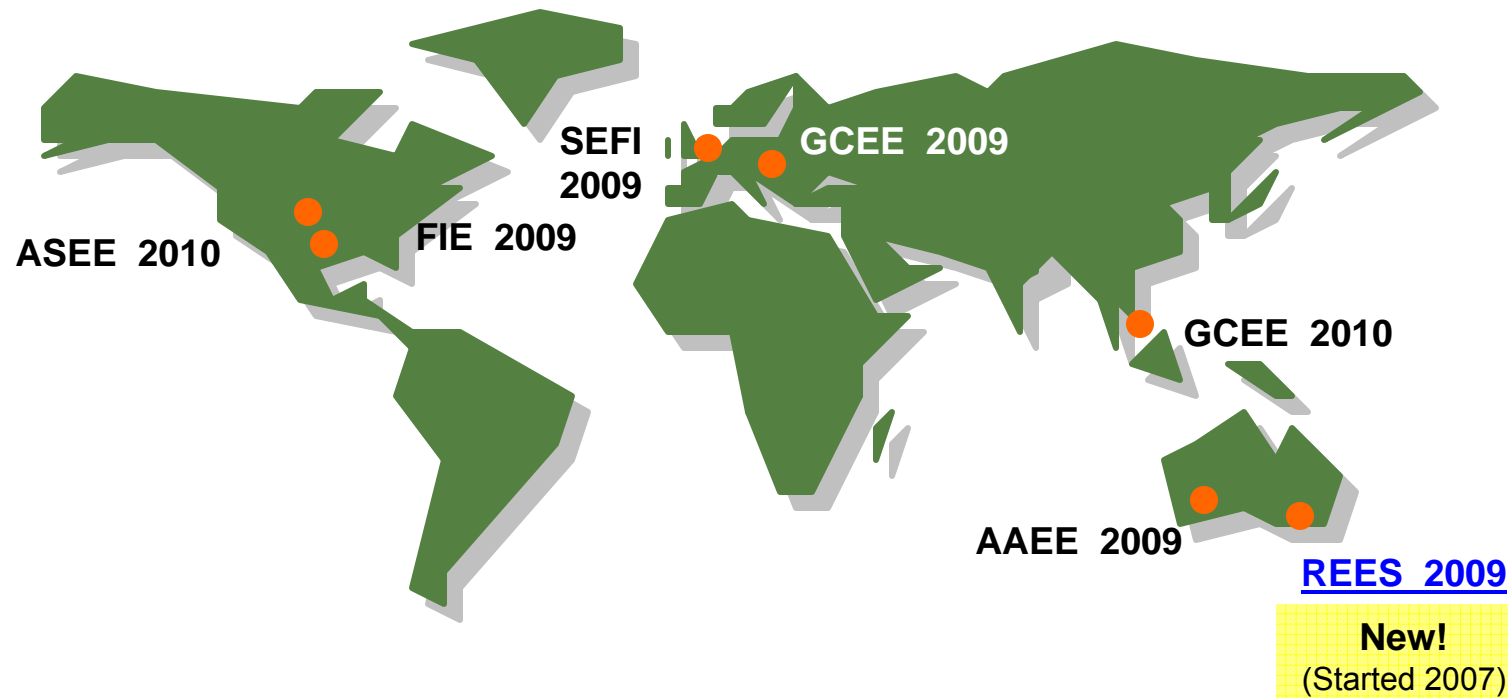 SEFI
2009
GCEE 2009
ASEE 2010
FIE 2009
GCEE 2010
AAEE 2009
REES 2009
New!
(Started 2007)